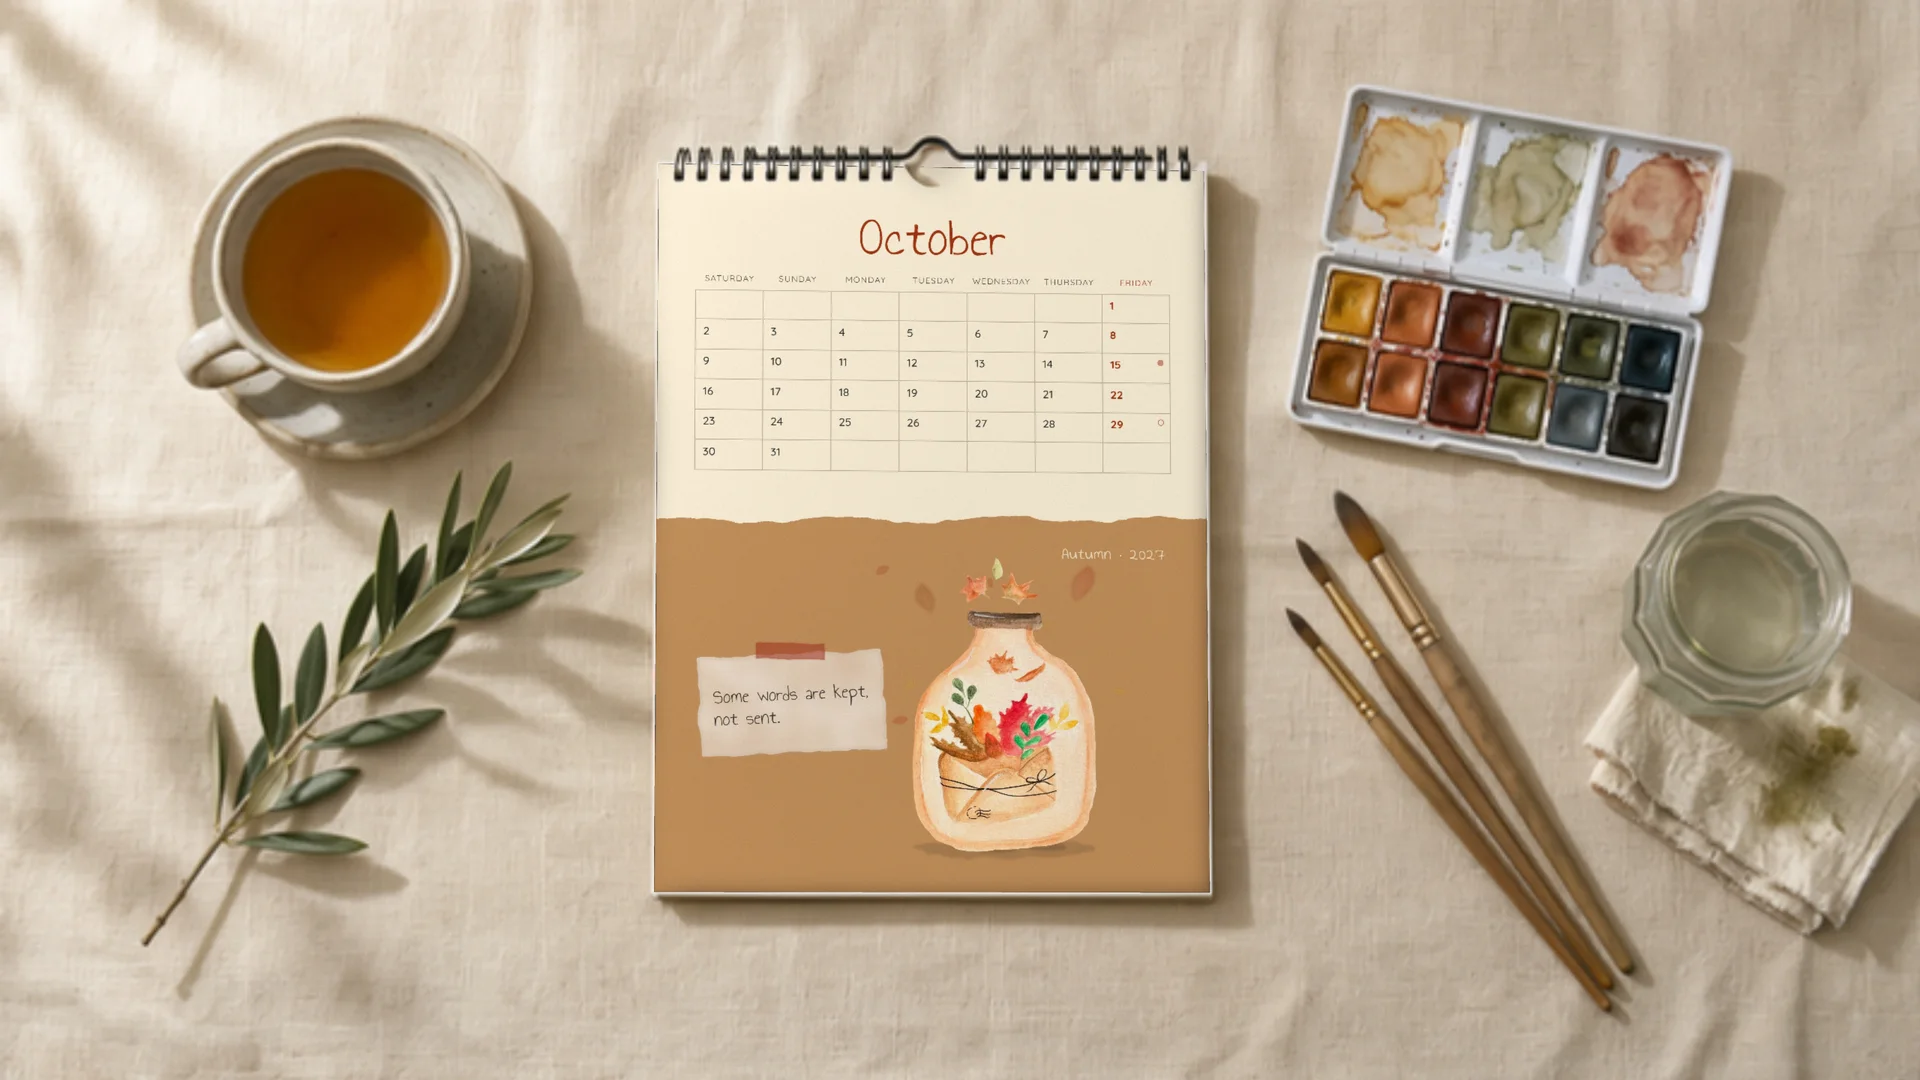 October
SATURDAY SUNDAY MONDAY TUESDAY WEDNESDAY THURSDAY FRIDAY
1
2 3 4 5 6 7 8
9 10 11 12 13 14 15
16 17 18 19 20 21 22
23 24 25 26 27 28 29
30 31
Autumn · 2027
Some words are kept,
not sent.